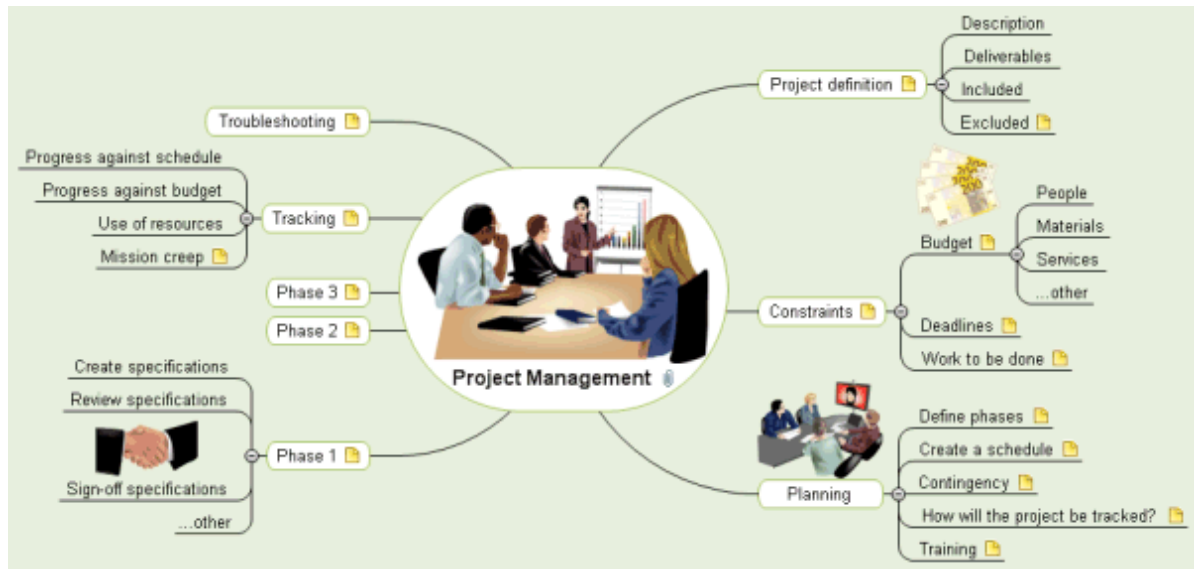 Project Management
Project definition
Description
Deliverables
Included
Excluded
Constraints
Budget
People
Materials
Services
...other
Deadlines
Work to be done
Planning
Define phases
Create a schedule
Contingency
How will the project be tracked?
Training
Phase 1
Create specifications
Review specifications
Sign-off specifications
...other
Phase 2
Phase 3
Tracking
Progress against schedule
Progress against budget
Use of resources
Mission creep
Troubleshooting